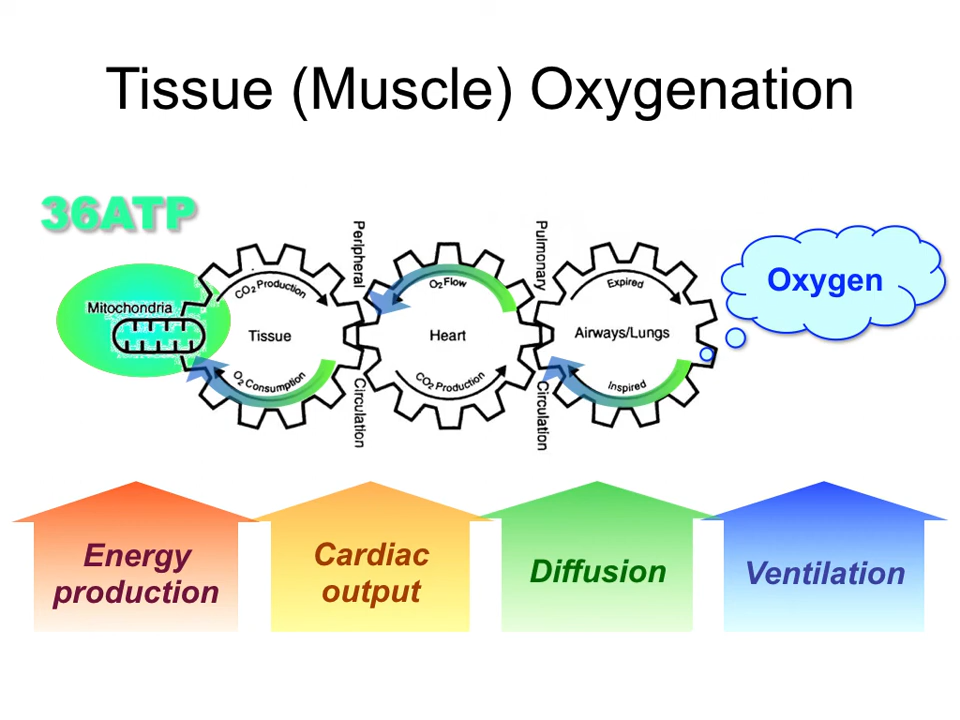 Tissue (Muscle) Oxygenation
36ATP
Mitochondria
CO2 Production
Tissue
O2 Consumption
Peripheral
Circulation
O2 Flow
Heart
CO2 Production
Pulmonary
Circulation
Expired
Airways/Lungs
Inspired
Oxygen
Energy
production
Cardiac
output
Diffusion
Ventilation